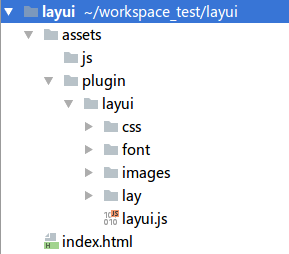 layui ~/workspace_test/layui
assets
js
plugin
layui
css
font
images
lay
layui.js
index.html